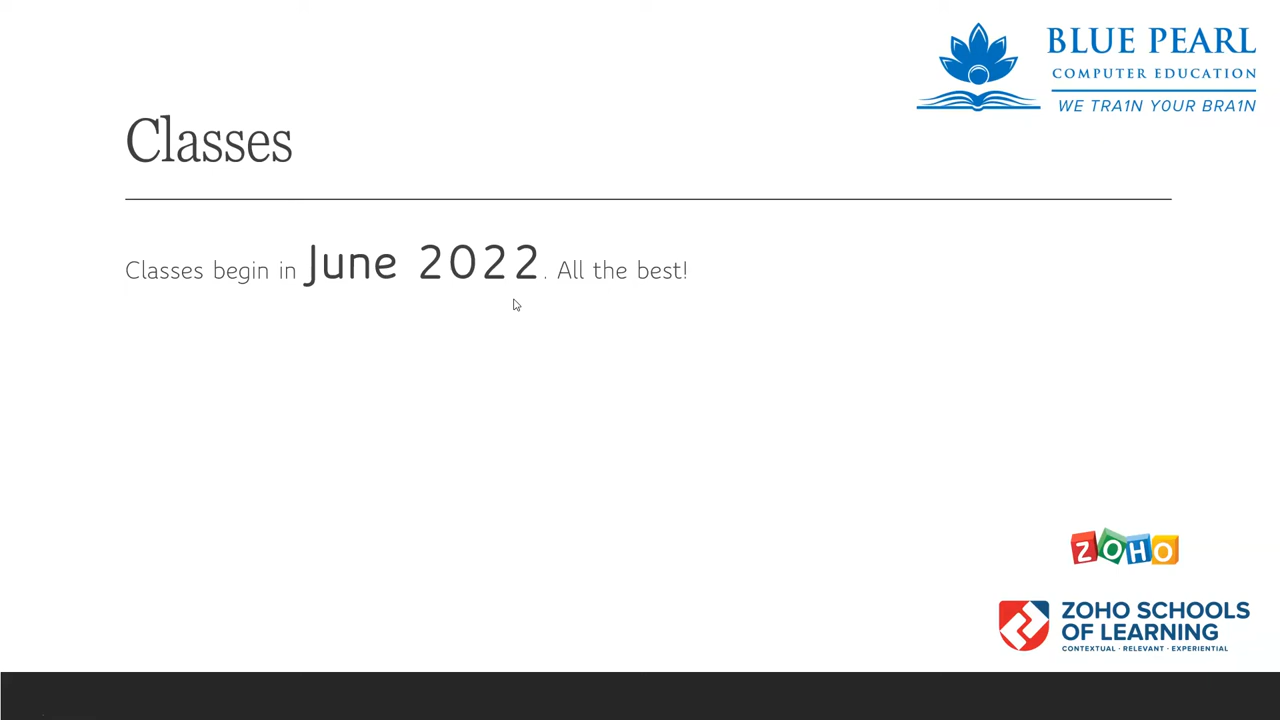 BLUE PEARL
COMPUTER EDUCATION
WE TRA1N Y0UR BRA1N
Classes
Classes begin in June 2022. All the best!
ZOHO
ZOHO SCHOOLS
OF LEARNING
CONTEXTUAL · RELEVANT · EXPERIENTIAL